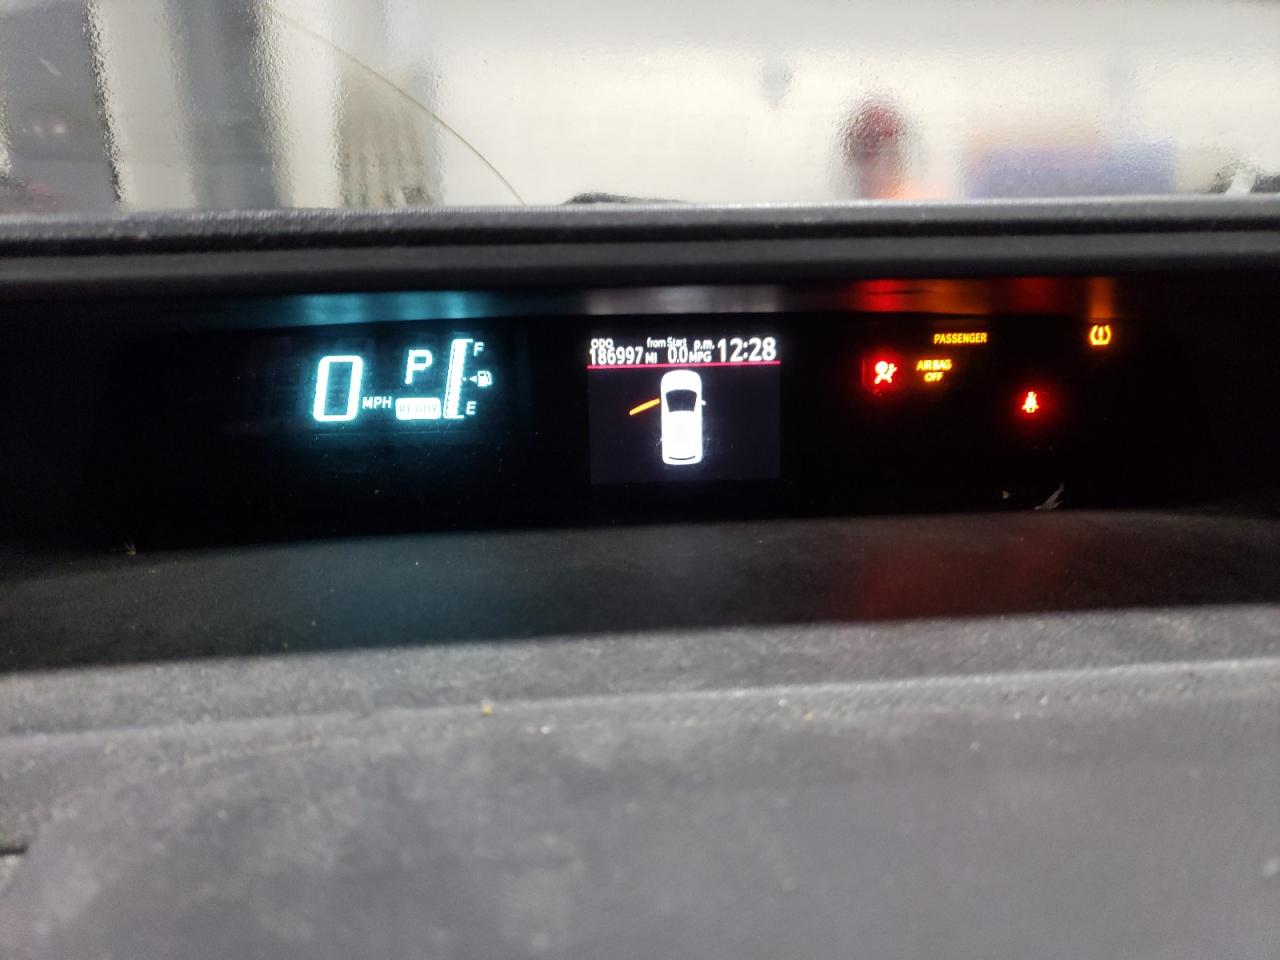 0 MPH
P
READY
F
E
ODO
186997 MI
from Start
0.0 MPG
p.m. 12:28
PASSENGER
AIR BAG
OFF